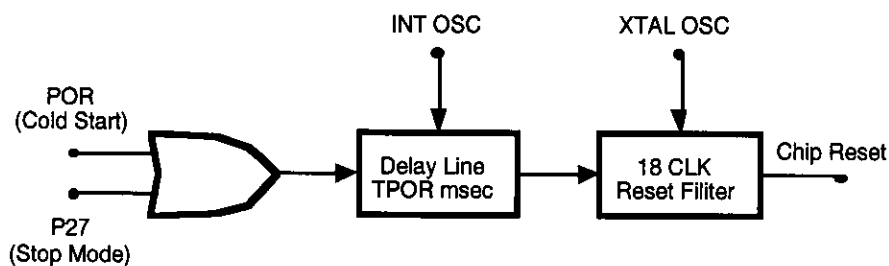 INT OSC
XTAL OSC
POR
(Cold Start)
Delay Line
TPOR msec
18 CLK
Reset Filiter
Chip Reset
P27
(Stop Mode)